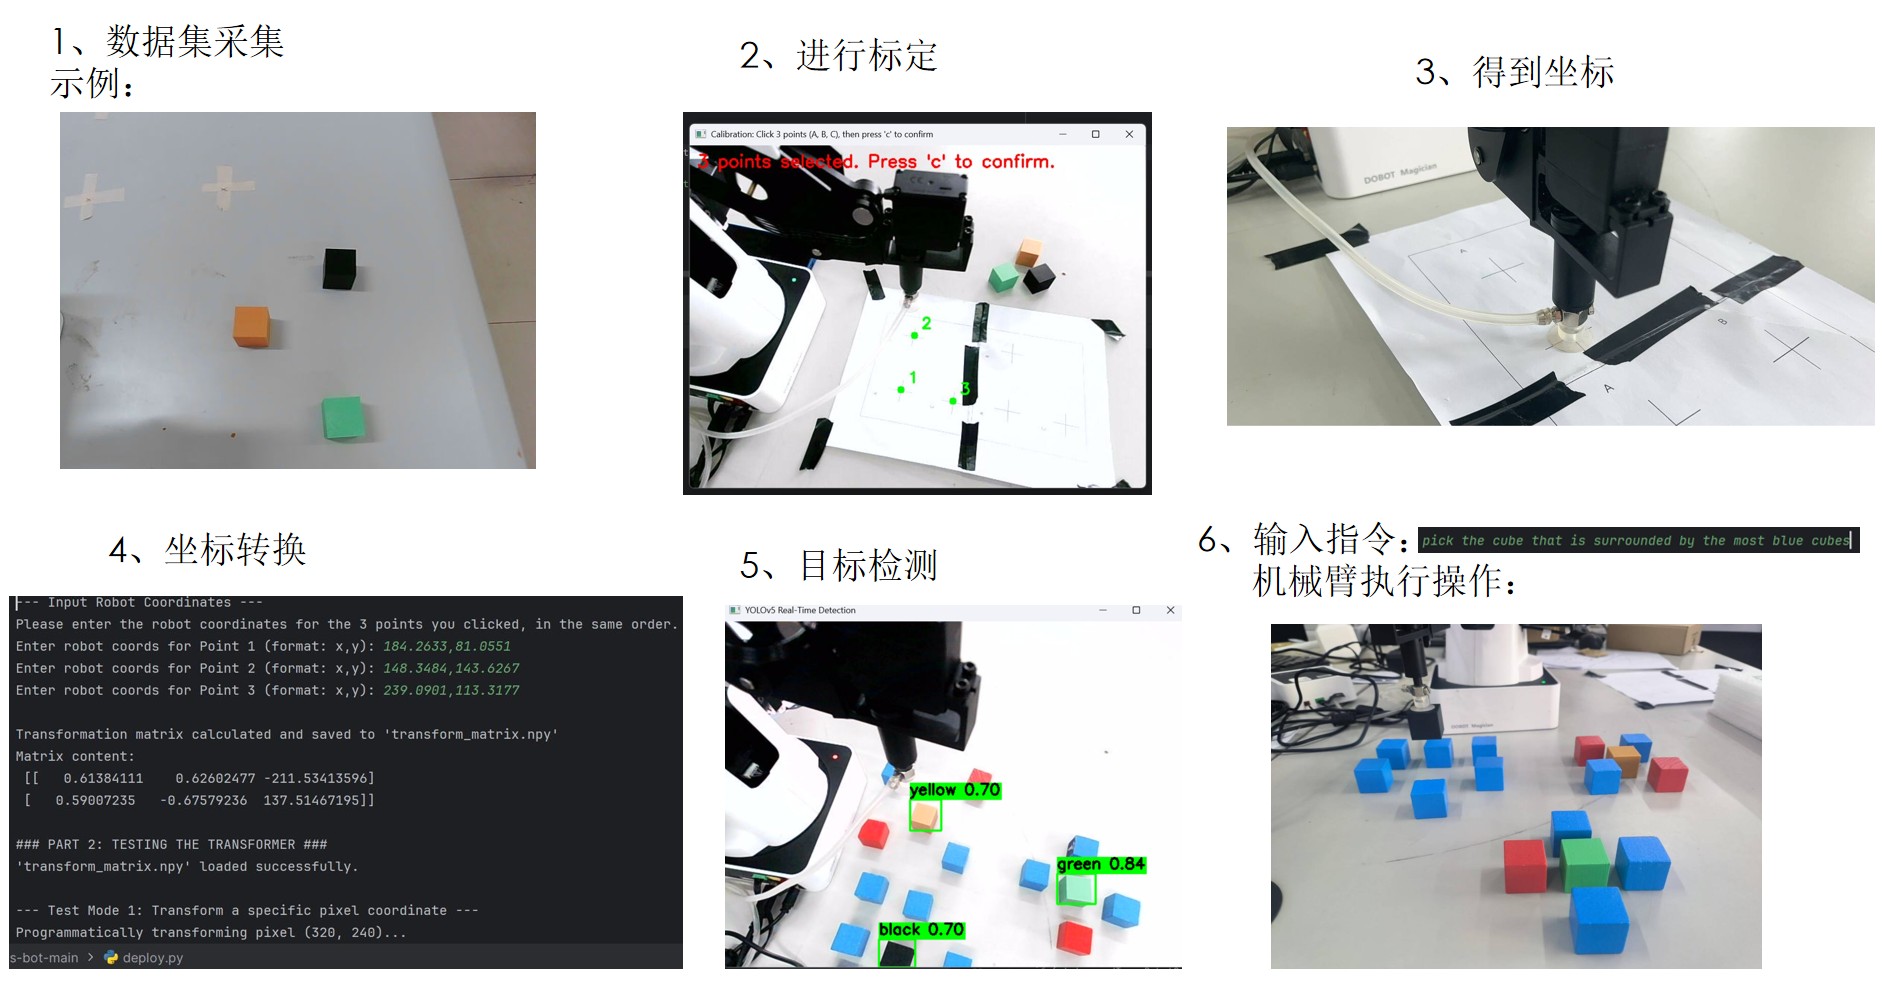 1、数据集采集
示例：
2、进行标定
Calibration: Click 3 points (A, B, C), then press 'c' to confirm
3 points selected. Press 'c' to confirm.
2
1
3
3、得到坐标
DOBOT Magician
A
B
A
4、坐标转换
--- Input Robot Coordinates ---
Please enter the robot coordinates for the 3 points you clicked, in the same order.
Enter robot coords for Point 1 (format: x,y): 184.2633,81.0551
Enter robot coords for Point 2 (format: x,y): 148.3484,143.6267
Enter robot coords for Point 3 (format: x,y): 239.0901,113.3177
Transformation matrix calculated and saved to 'transform_matrix.npy'
Matrix content:
[[ 0.61384111 0.62602477 -211.53413596]
[ 0.59007235 -0.67579236 137.51467195]]
### PART 2: TESTING THE TRANSFORMER ###
'transform_matrix.npy' loaded successfully.
--- Test Mode 1: Transform a specific pixel coordinate ---
Programmatically transforming pixel (320, 240)...
s-bot-main > deploy.py
5、目标检测
YOLOv5 Real-Time Detection
yellow 0.70
green 0.84
black 0.70
6、输入指令：pick the cube that is surrounded by the most blue cubes
机械臂执行操作：
DOBOT Magician